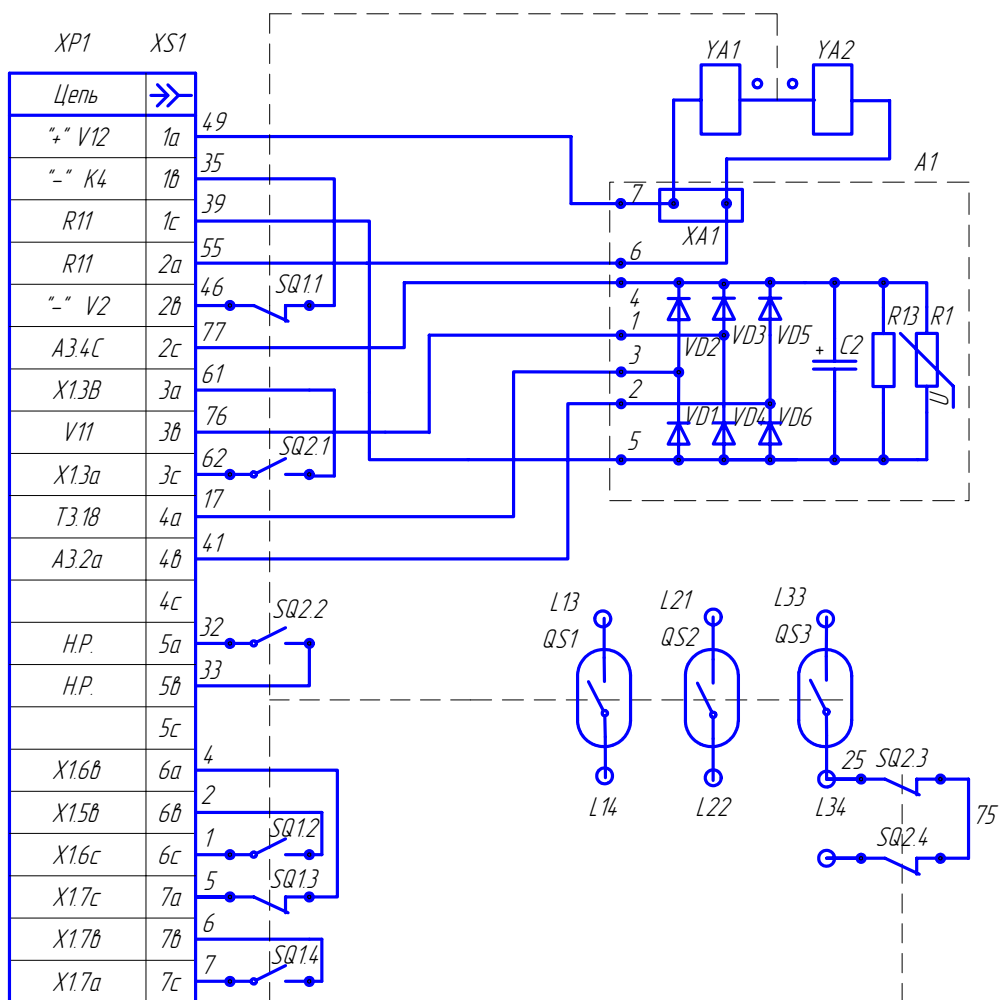 XP1 XS1
Цепь
"+" V12 1а 49
"–" K4 1в 35
R11 1с 39
R11 2а 55
"–" V2 2в 46 SQ1.1
А3.4С 2с 77
X1.3В 3а 61
V11 3в 76
X1.3а 3с 62 SQ2.1
Т3.18 4а 17
А3.2а 4в 41
4с
Н.Р. 5а 32 SQ2.2
Н.Р. 5в 33
5с
X1.6в 6а 4
X1.5в 6в 2
X1.6с 6с 1 SQ1.2
X1.7с 7а 5 SQ1.3
X1.7в 7в 6
X1.7а 7с 7 SQ1.4
YA1 YA2
A1
7
XA1
6
4
1
3
2
5
VD2 VD3 VD5
VD1 VD4 VD6
+ C2
R13 R1
U
L13 L21 L33
QS1 QS2 QS3
L14 L22 L34
25 SQ2.3
75
SQ2.4